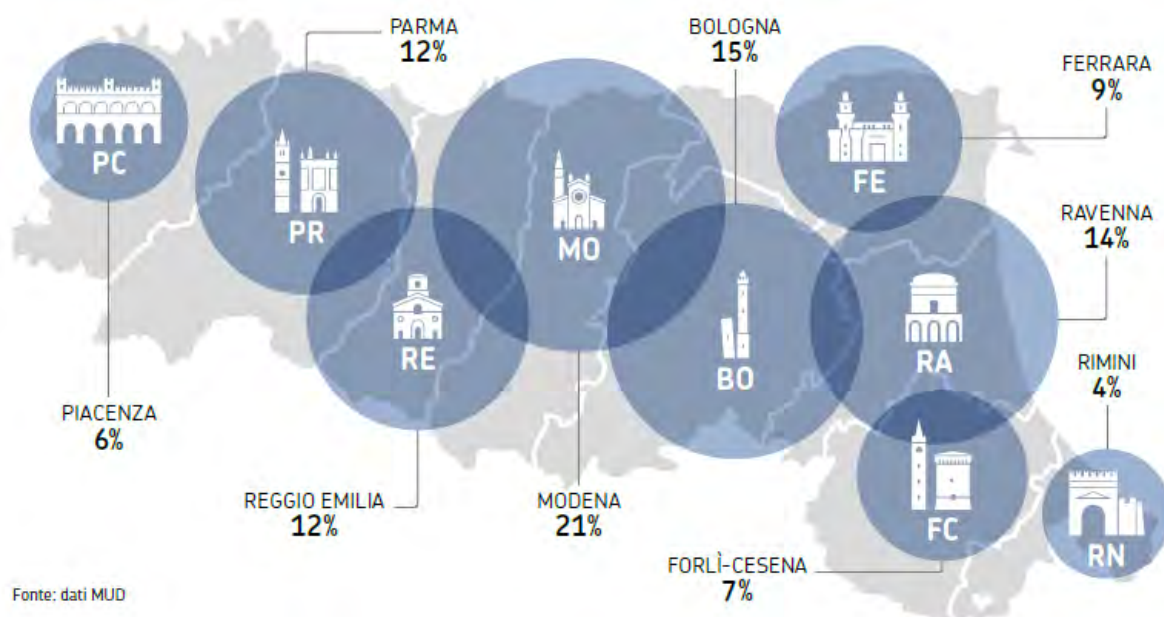 PARMA
12%
BOLOGNA
15%
FERRARA
9%
PC
PR
RE
MO
BO
FE
RA
FC
RN
RAVENNA
14%
RIMINI
4%
PIACENZA
6%
REGGIO EMILIA
12%
MODENA
21%
FORLÌ-CESENA
7%
Fonte: dati MUD